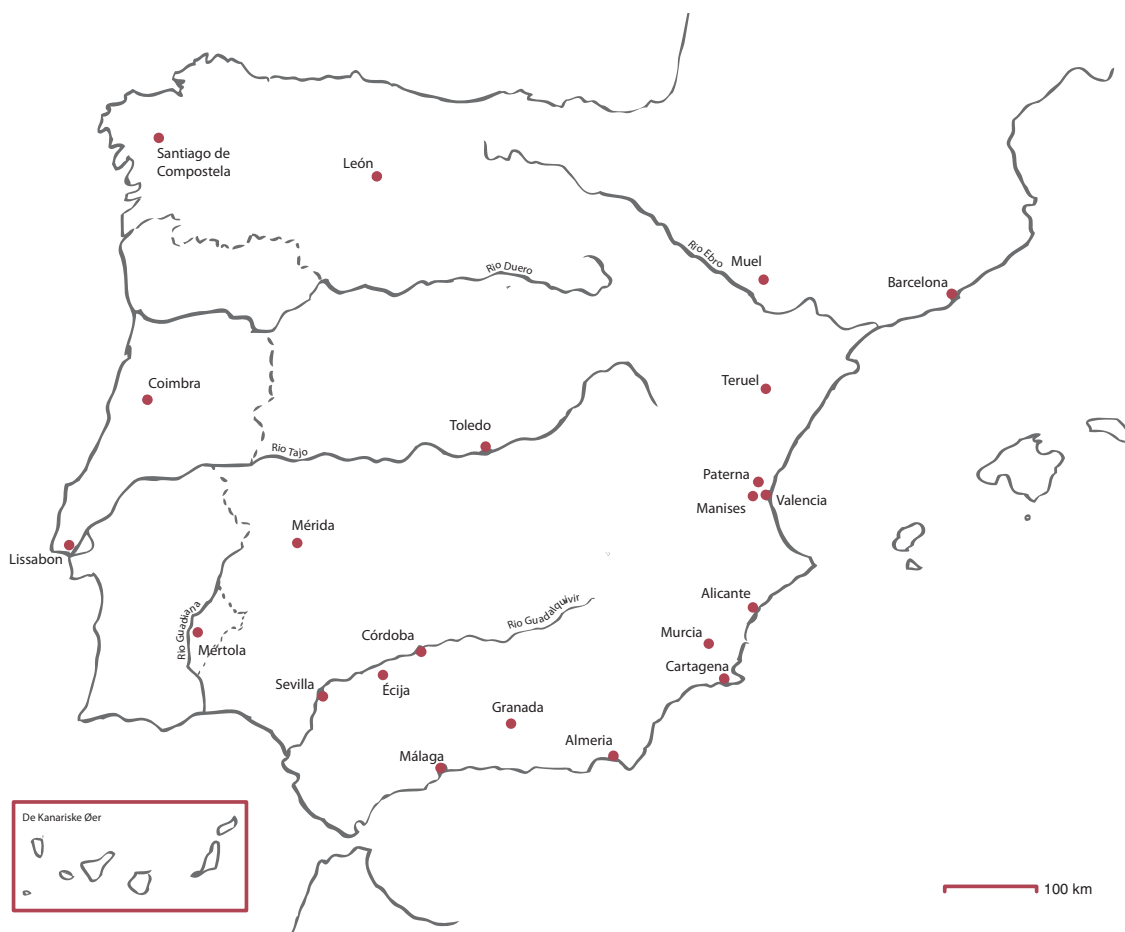 Santiago de
Compostela
León
Rio Ebro
Muel
Rio Duero
Barcelona
Coimbra
Teruel
Toledo
Rio Tajo
Paterna
Manises
Valencia
Mérida
Lissabon
Alicante
Rio Guadiana
Mértola
Rio Guadalquivir
Córdoba
Murcia
Cartagena
Sevilla
Écija
Granada
Almeria
Málaga
De Kanariske Øer
100 km